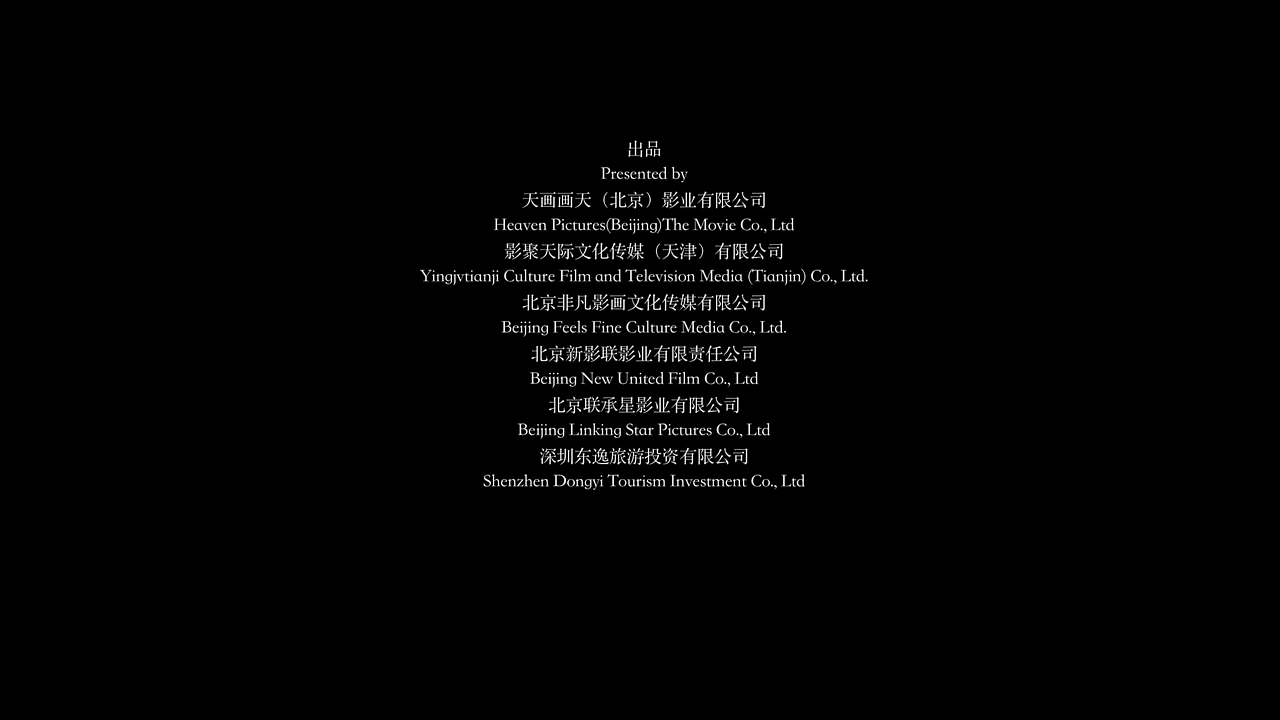 出品
Presented by
天画画天（北京）影业有限公司
Heaven Pictures(Beijing)The Movie Co., Ltd
影聚天际文化传媒（天津）有限公司
Yingjvtianji Culture Film and Television Media (Tianjin) Co., Ltd.
北京非凡影画文化传媒有限公司
Beijing Feels Fine Culture Media Co., Ltd.
北京新影联影业有限责任公司
Beijing New United Film Co., Ltd
北京联承星影业有限公司
Beijing Linking Star Pictures Co., Ltd
深圳东逸旅游投资有限公司
Shenzhen Dongyi Tourism Investment Co., Ltd